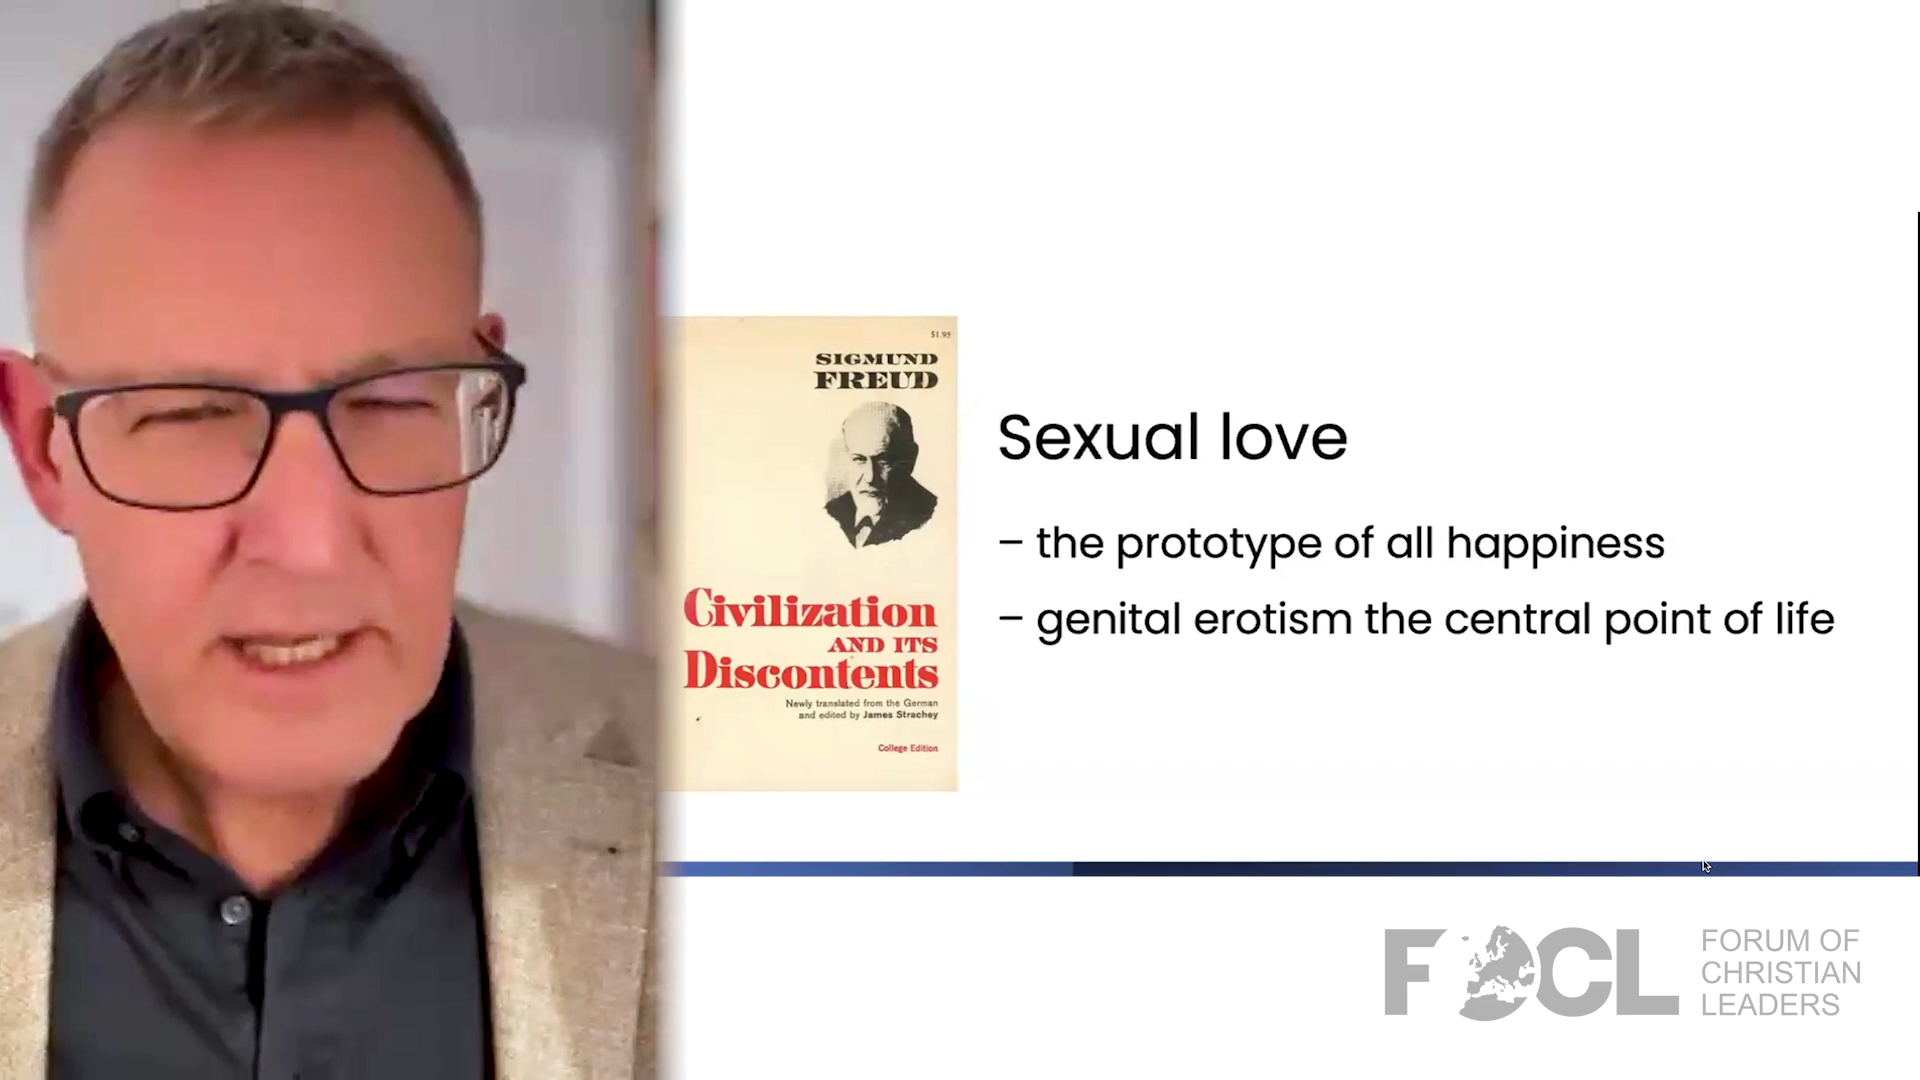 $1.95
SIGMUND
FREUD
Civilization
AND ITS
Discontents
Newly translated from the German
and edited by James Strachey
College Edition
Sexual love
– the prototype of all happiness
– genital erotism the central point of life
FOCL
FORUM OF
CHRISTIAN
LEADERS